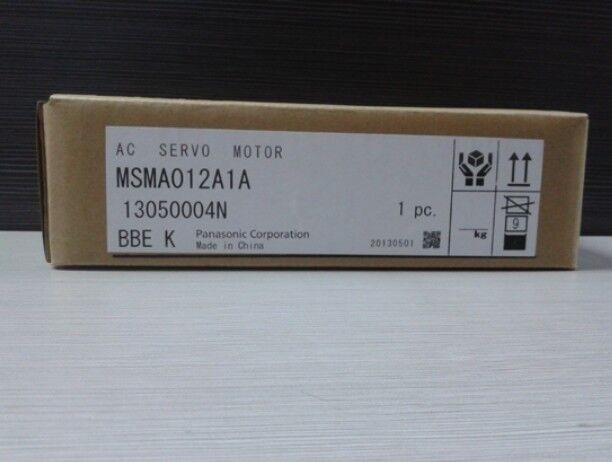 AC SERVO MOTOR
MSMA012A1A
13050004N
1 pc.
BBE K
Panasonic Corporation
Made in China
20130501
kg
9